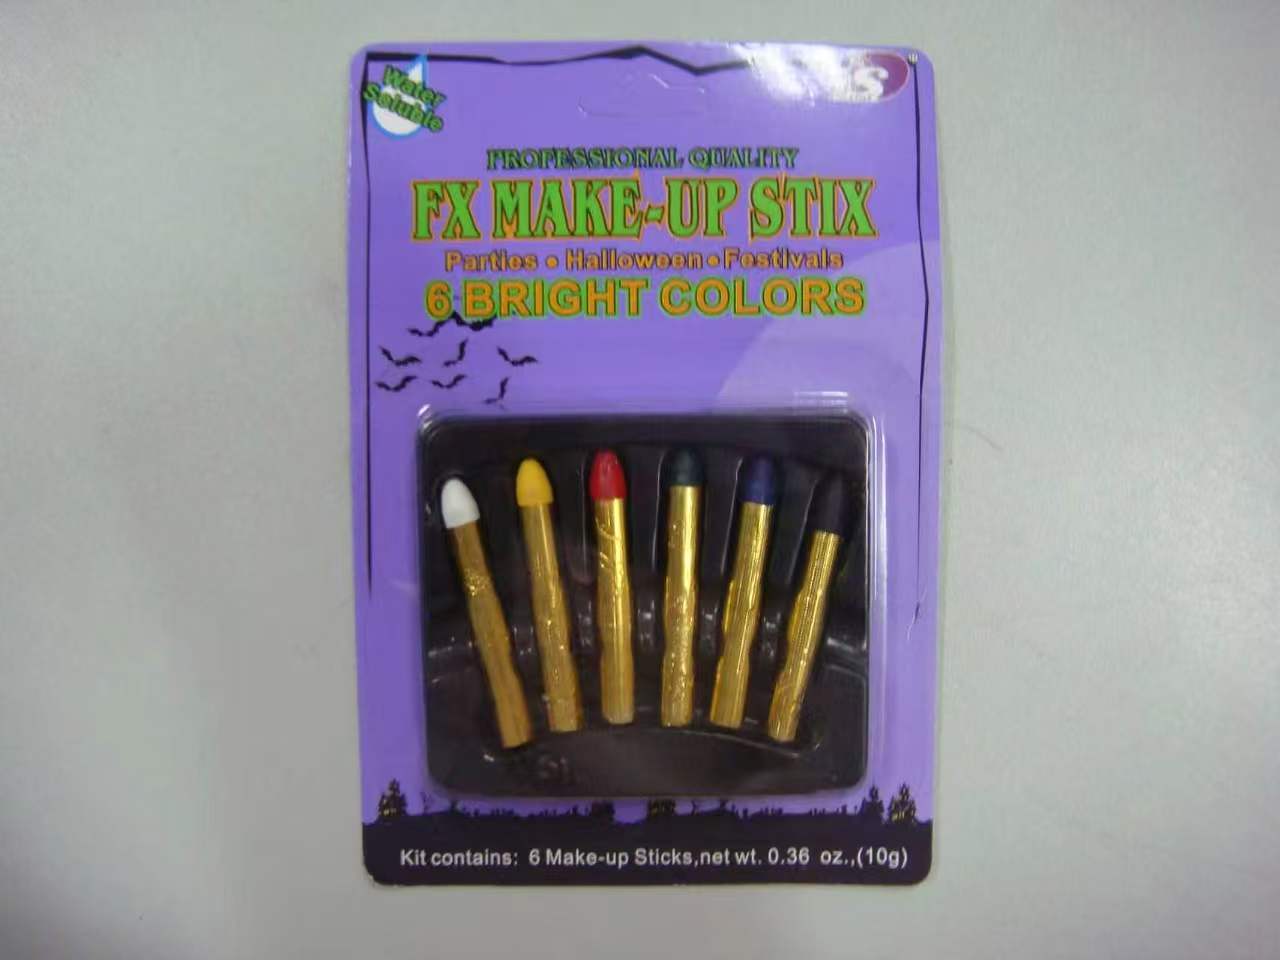 Water
Soluble
®
PROFESSIONAL QUALITY
FX MAKE-UP STIX
Parties • Halloween • Festivals
6 BRIGHT COLORS
Kit contains: 6 Make-up Sticks,net wt. 0.36 oz.,(10g)